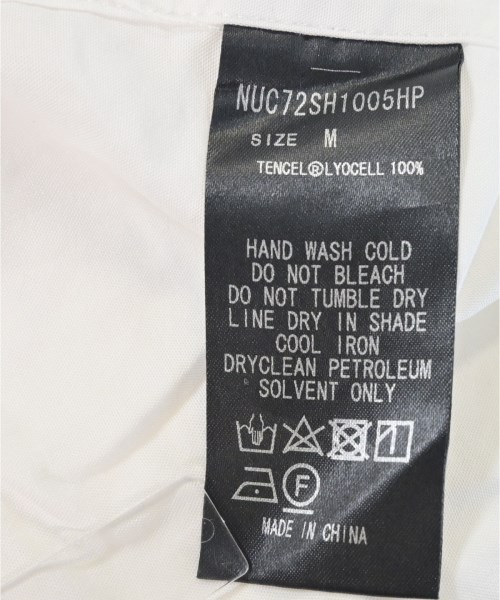 NUC72SH1005HP
SIZE M
TENCEL®LYOCELL 100%
HAND WASH COLD
DO NOT BLEACH
DO NOT TUMBLE DRY
LINE DRY IN SHADE
COOL IRON
DRYCLEAN PETROLEUM
SOLVENT ONLY
F
MADE IN CHINA